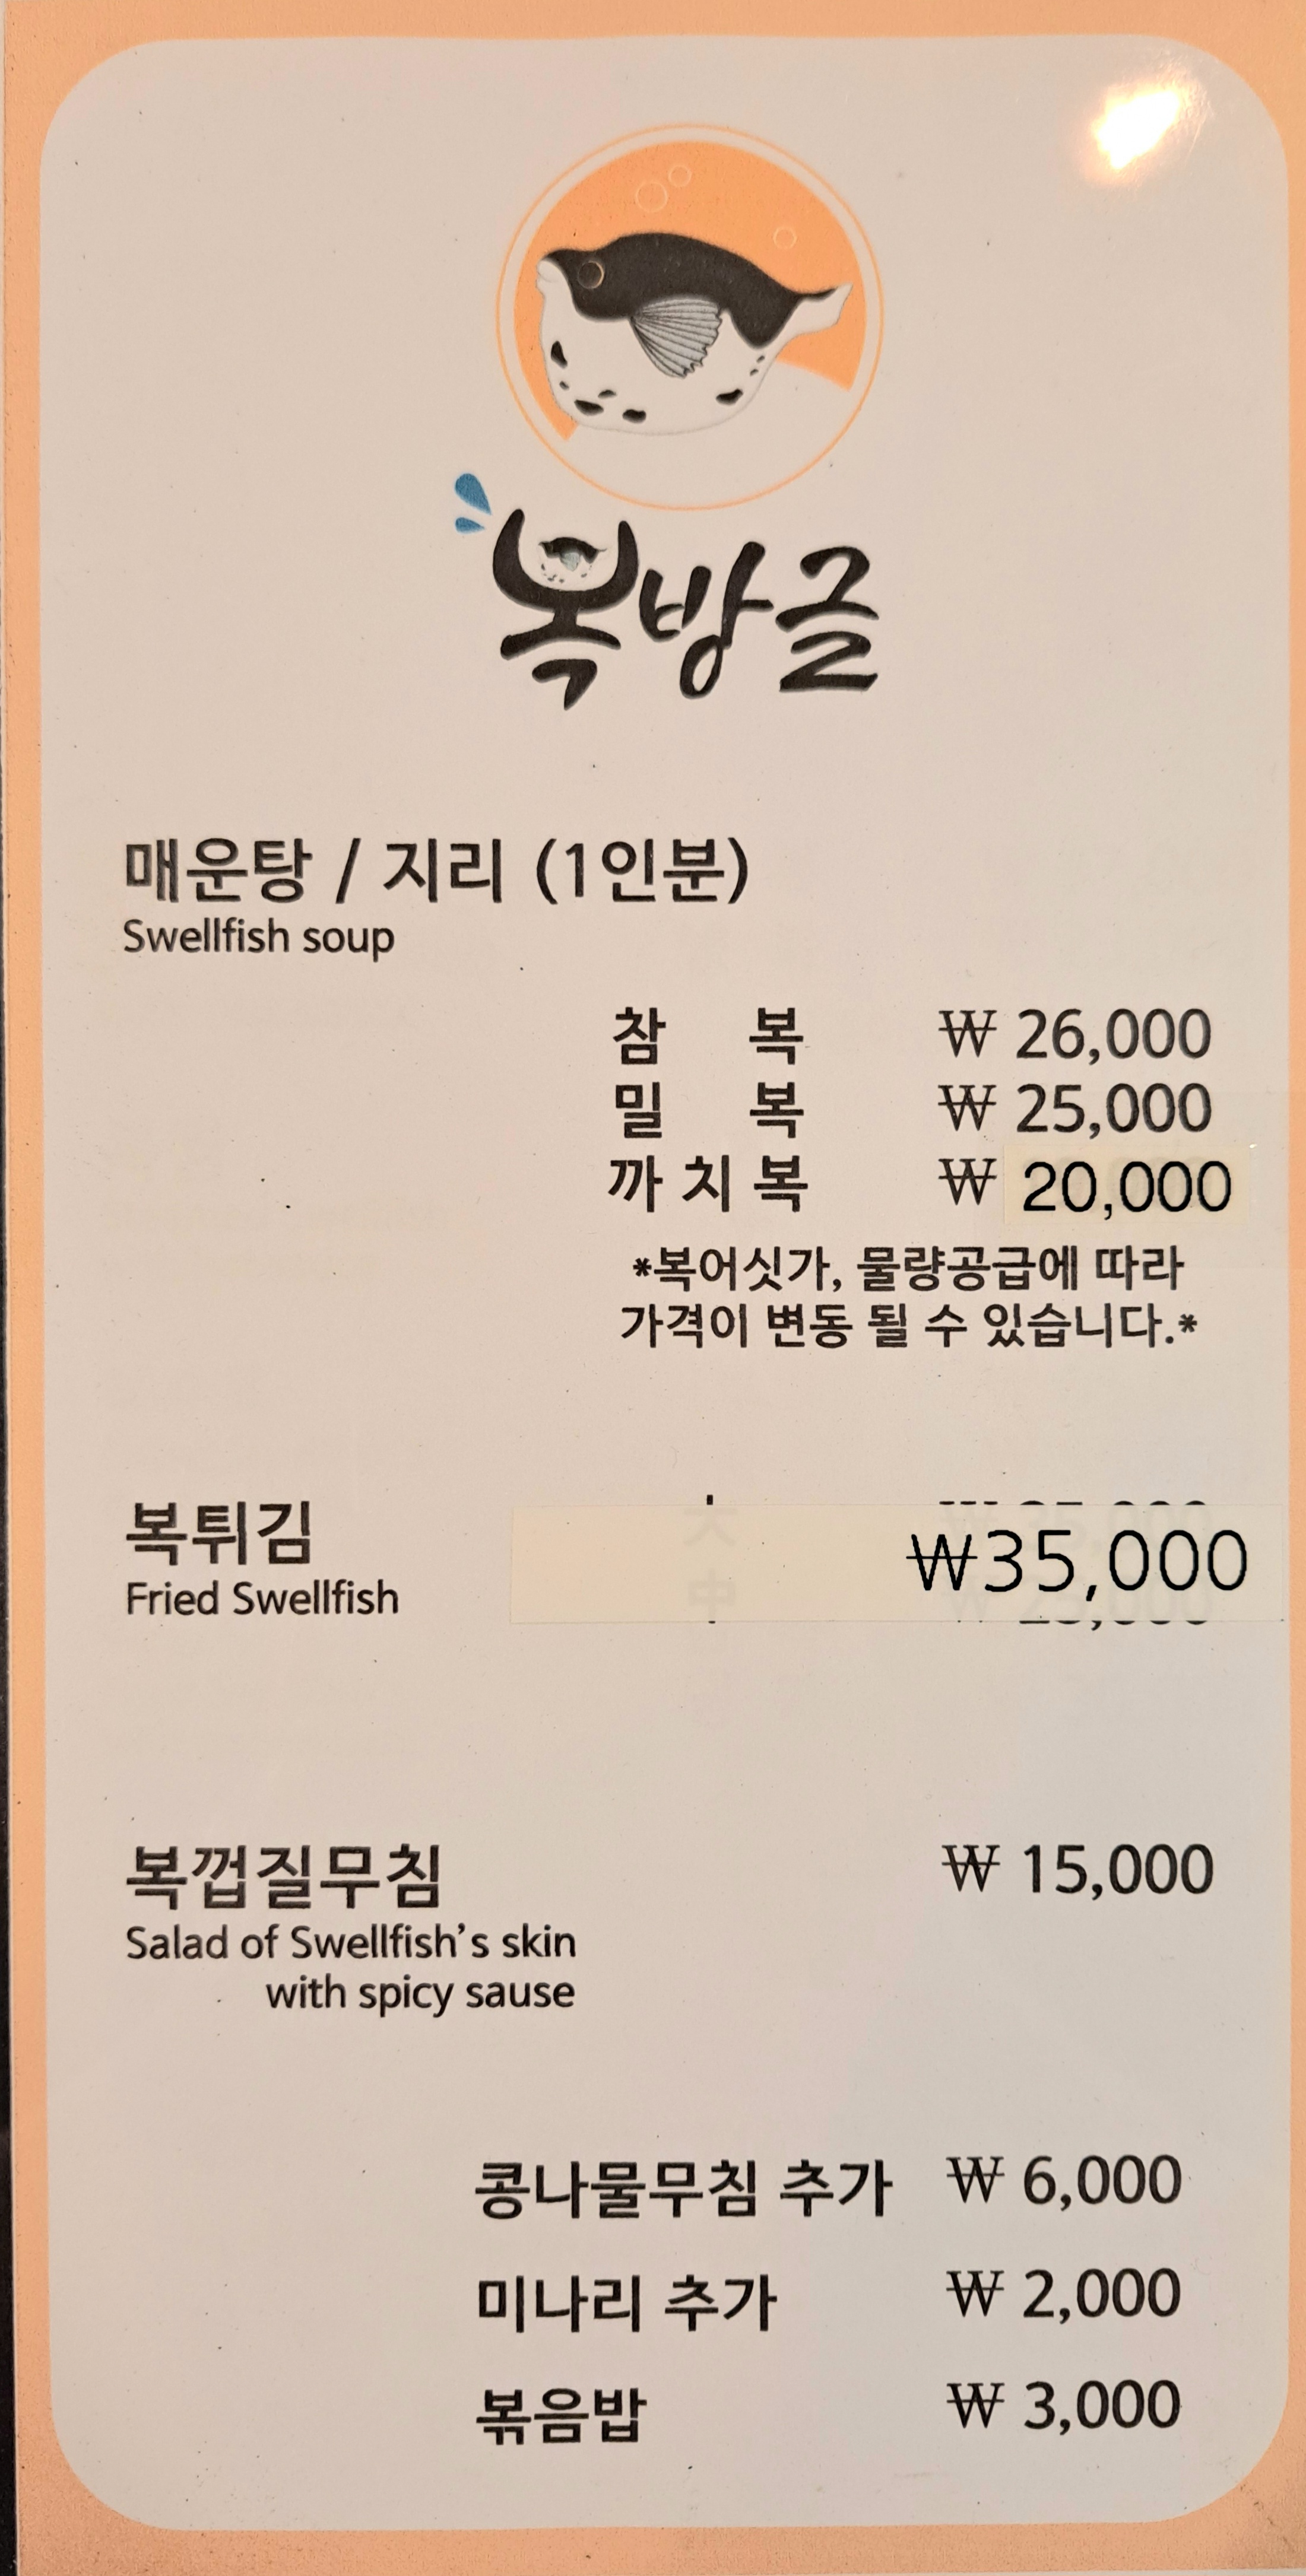 복방글
매운탕 / 지리 (1인분)
Swellfish soup
참 복 ₩ 26,000
밀 복 ₩ 25,000
까치복 ₩ 20,000
*복어싯가, 물량공급에 따라
가격이 변동 될 수 있습니다.*
복튀김 ₩35,000
Fried Swellfish
복껍질무침 ₩ 15,000
Salad of Swellfish's skin
with spicy sause
콩나물무침 추가 ₩ 6,000
미나리 추가 ₩ 2,000
볶음밥 ₩ 3,000